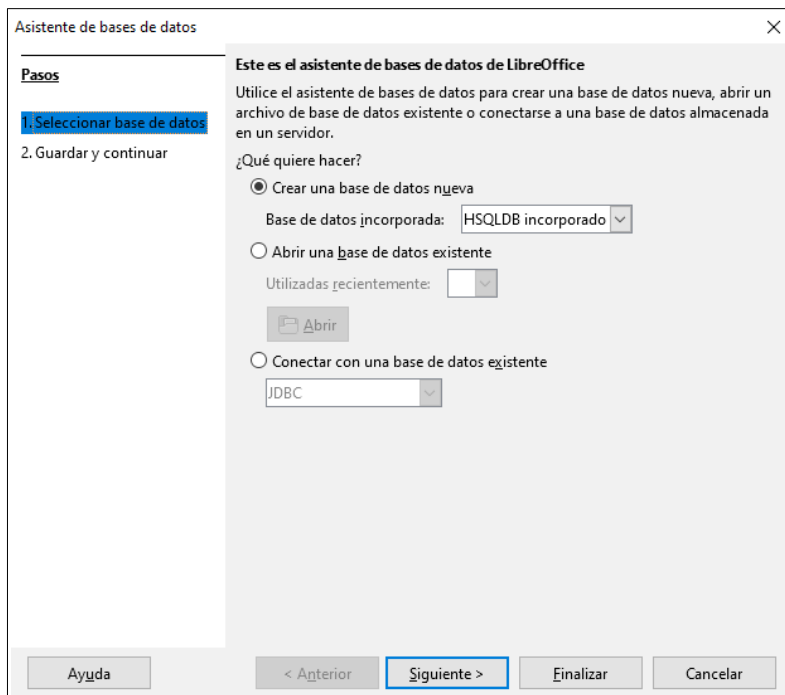 Asistente de bases de datos
Pasos
1. Seleccionar base de datos
2. Guardar y continuar
Este es el asistente de bases de datos de LibreOffice
Utilice el asistente de bases de datos para crear una base de datos nueva, abrir un
archivo de base de datos existente o conectarse a una base de datos almacenada
en un servidor.
¿Qué quiere hacer?
Crear una base de datos nueva
Base de datos incorporada: HSQLDB incorporado
Abrir una base de datos existente
Utilizadas recientemente:
Abrir
Conectar con una base de datos existente
JDBC
Ayuda < Anterior Siguiente > Finalizar Cancelar